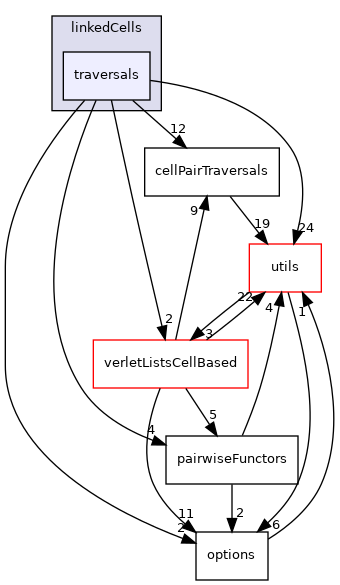 linkedCells
traversals
12
cellPairTraversals
9
19
24
utils
22
4
1
2
3
verletListsCellBased
5
4
pairwiseFunctors
11
2
6
2
options